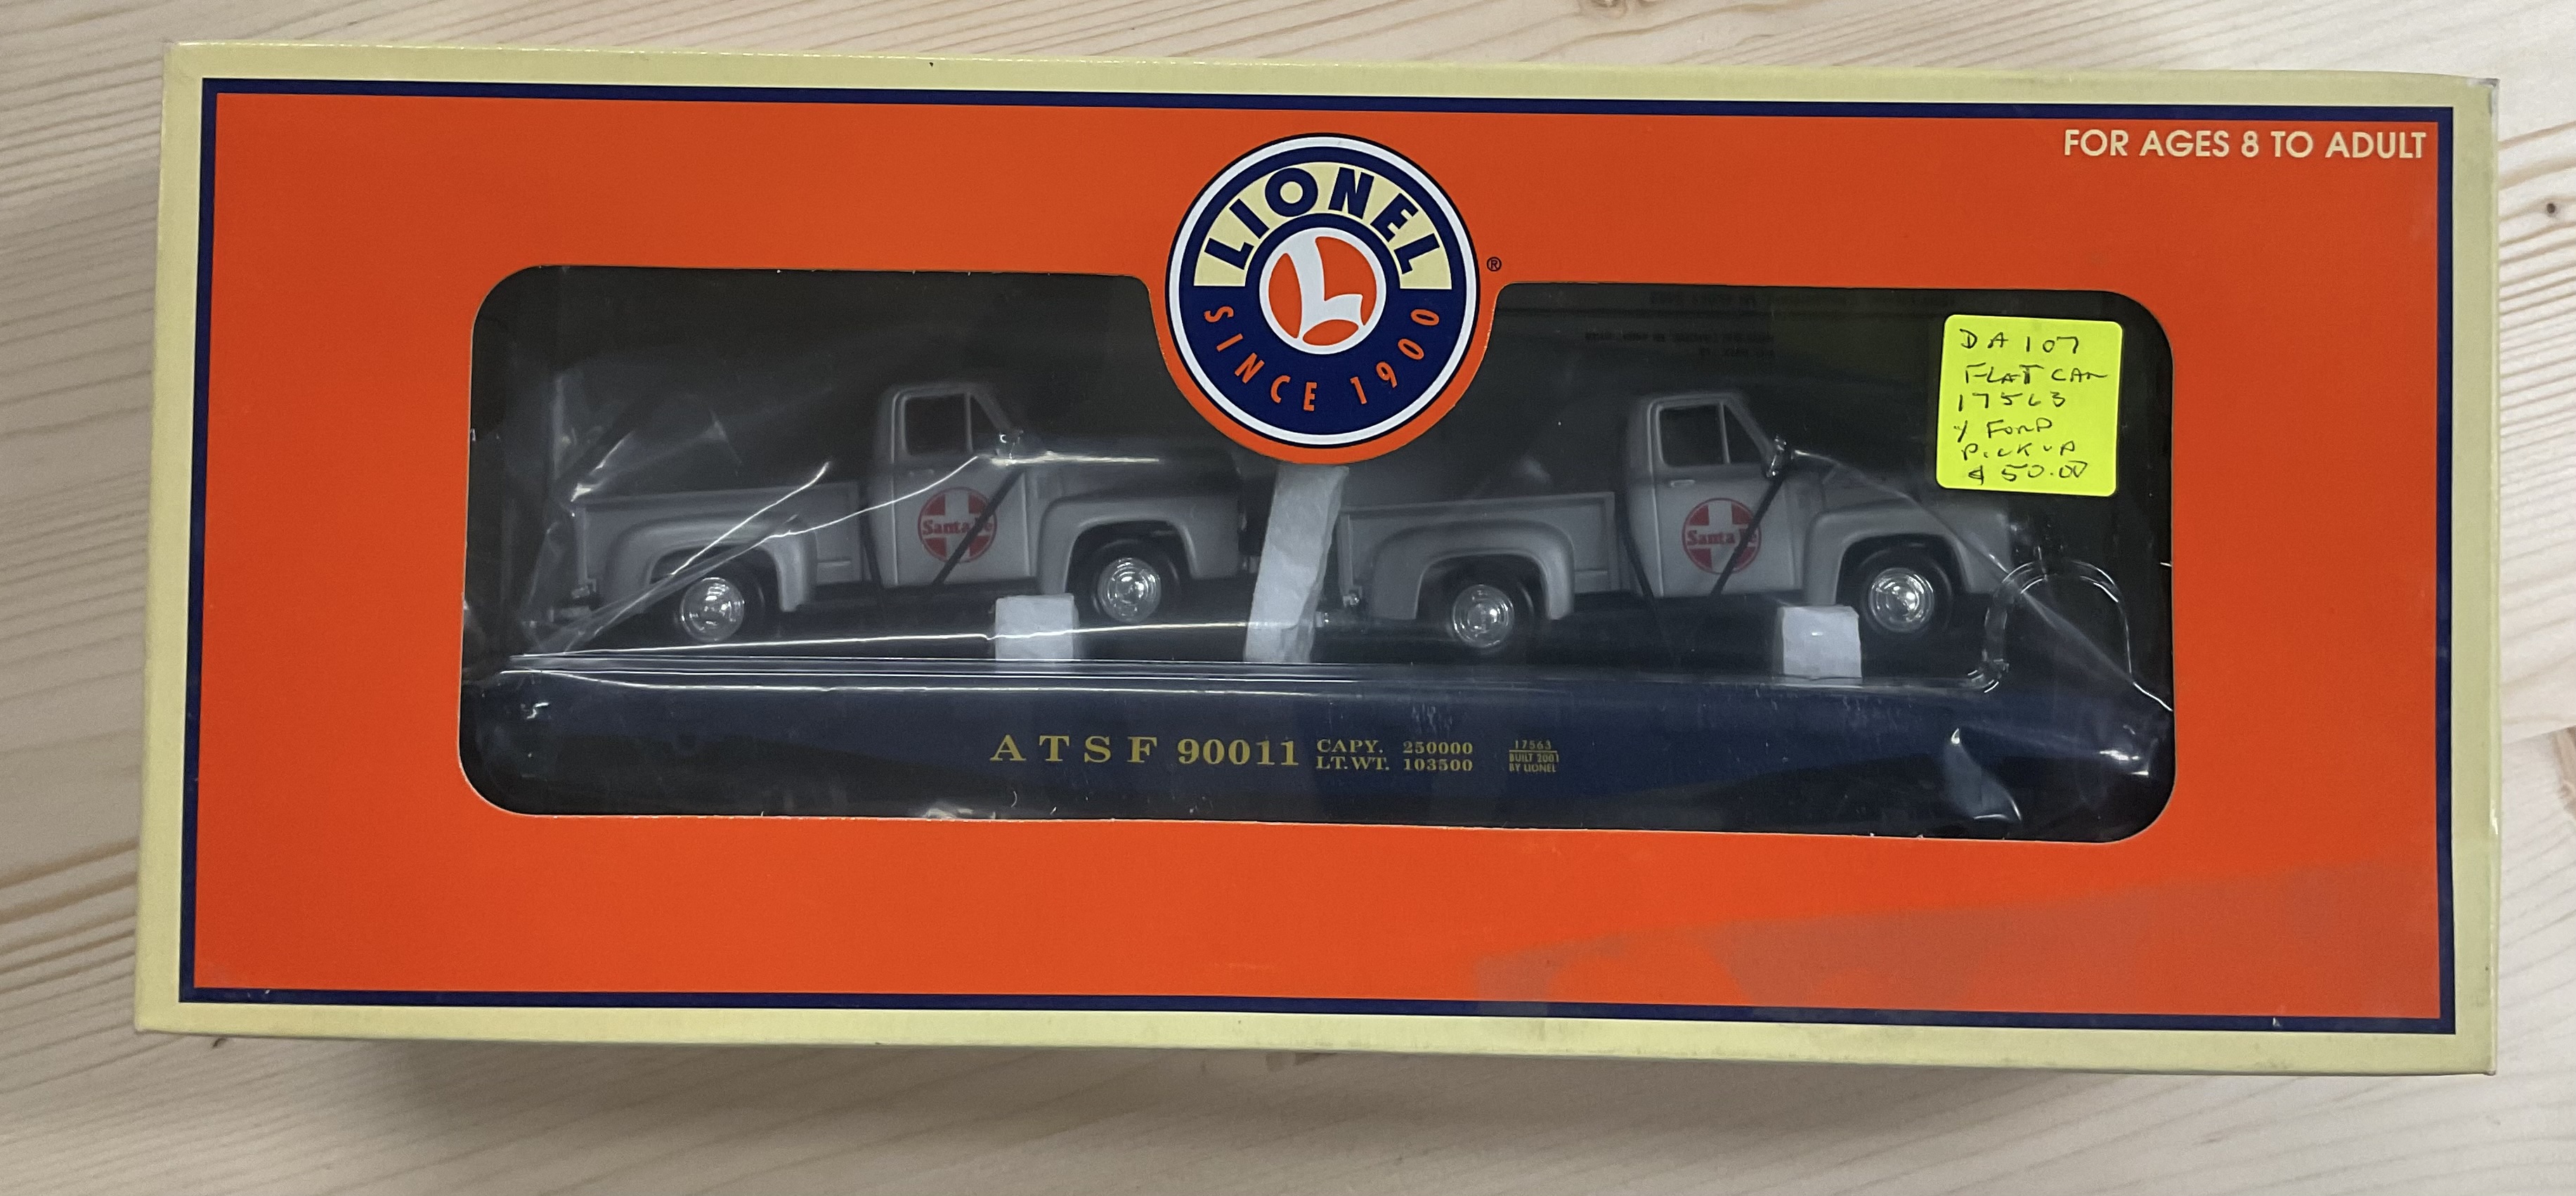 FOR AGES 8 TO ADULT
LIONEL
L
SINCE 1900
®
DA 107
FLAT CAR
17563
FORD
PICKUP
$50.00
Santa Fe
Santa Fe
ATSF 90011 CAPY. 250000
LT.WT. 103500
17563
BUILT 2001
BY LIONEL